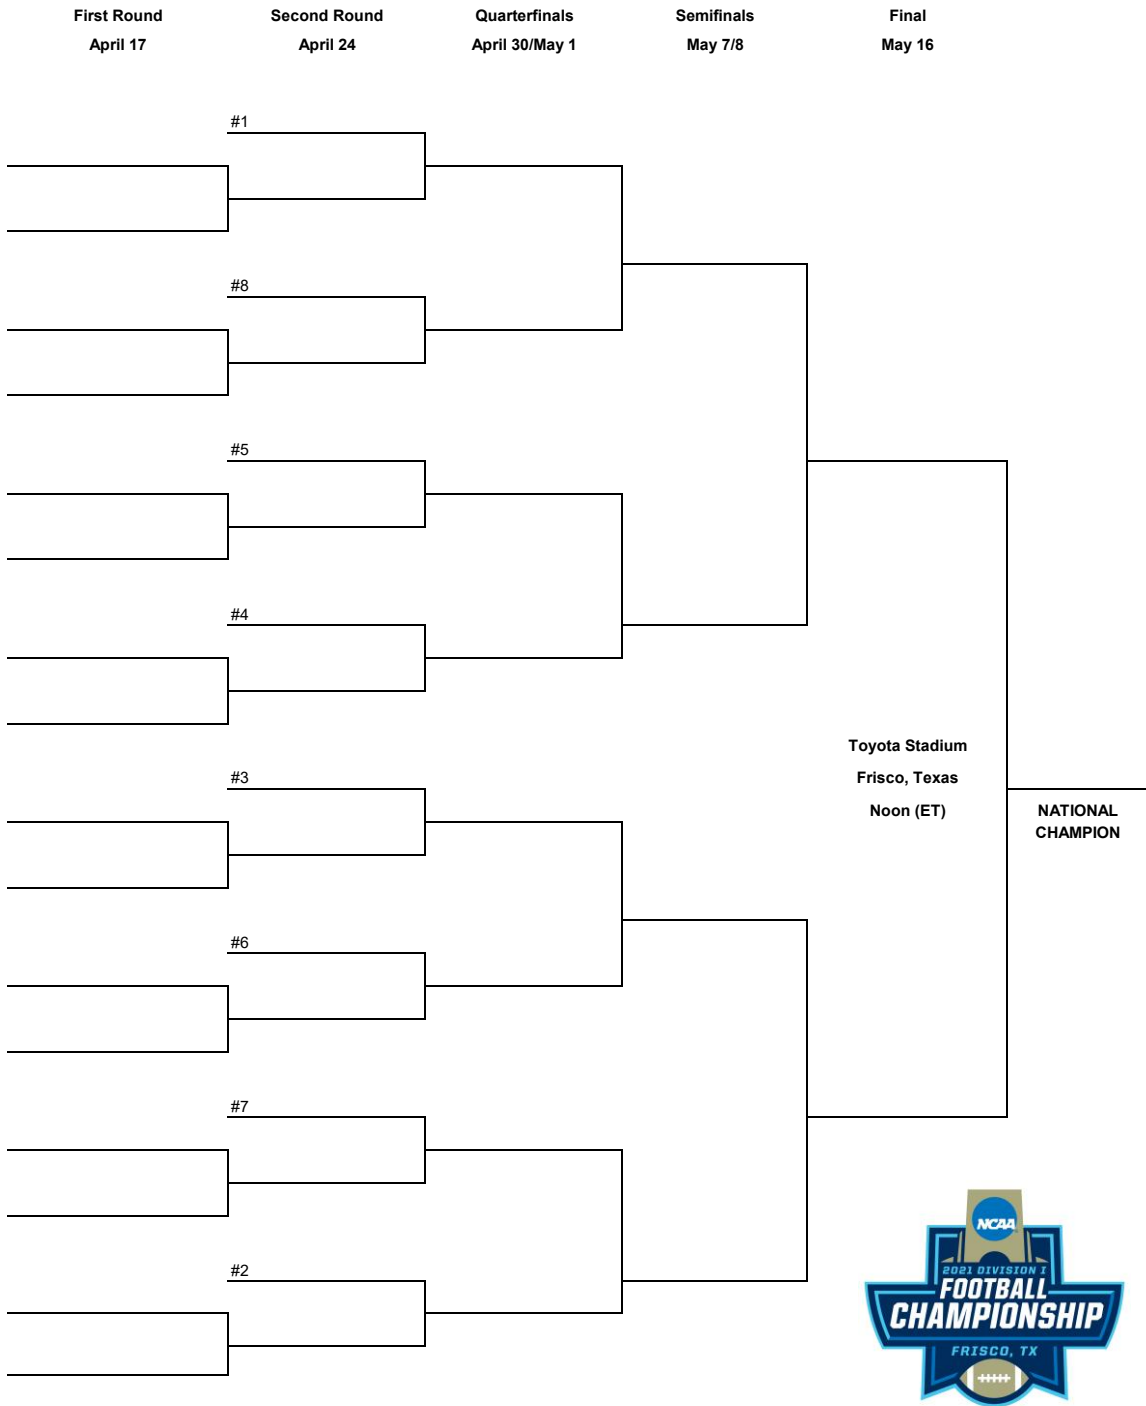 First Round Second Round Quarterfinals Semifinals Final
April 17 April 24 April 30/May 1 May 7/8 May 16
#1
#8
#5
#4
Toyota Stadium
#3
Frisco, Texas
Noon (ET)
NATIONAL
CHAMPION
#6
#7
NCAA
2021 DIVISION I
FOOTBALL
CHAMPIONSHIP
FRISCO, TX
#2